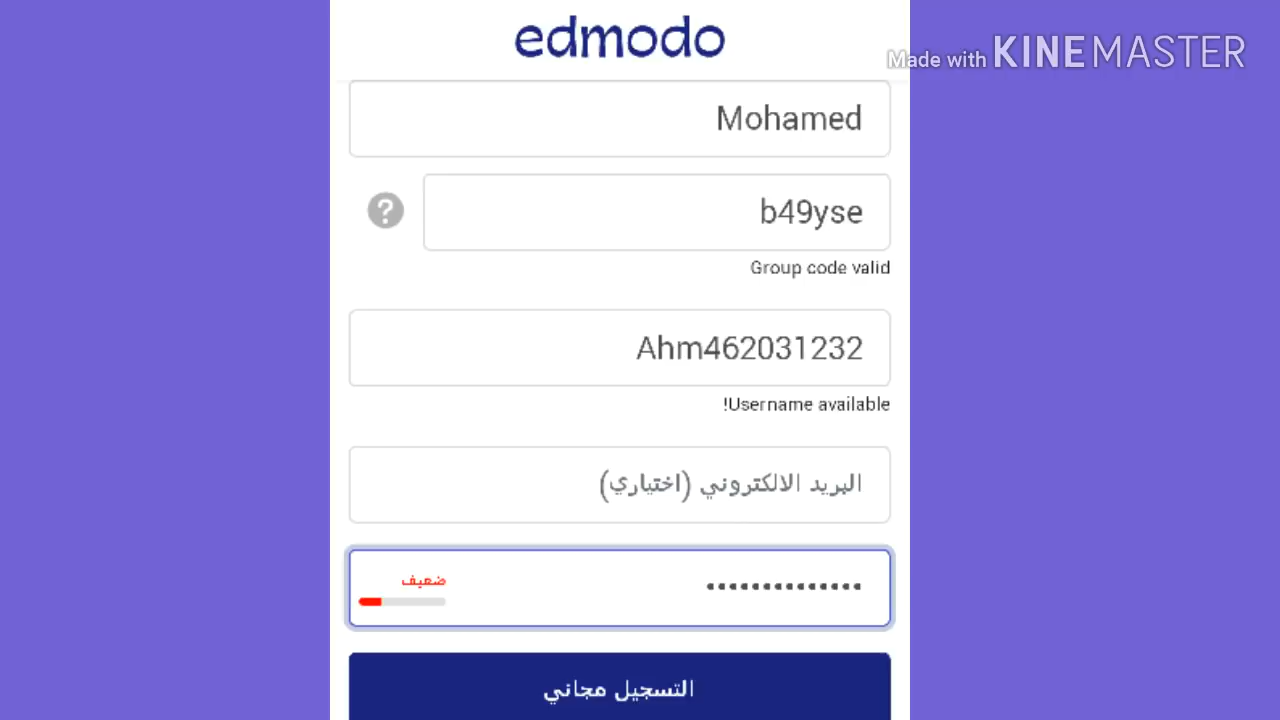 edmodo
Made with KINEMASTER
Mohamed
?
b49yse
Group code valid
Ahm462031232
!Username available
البريد الالكتروني (اختياري)
ضعيف
••••••••••••••
التسجيل مجاني